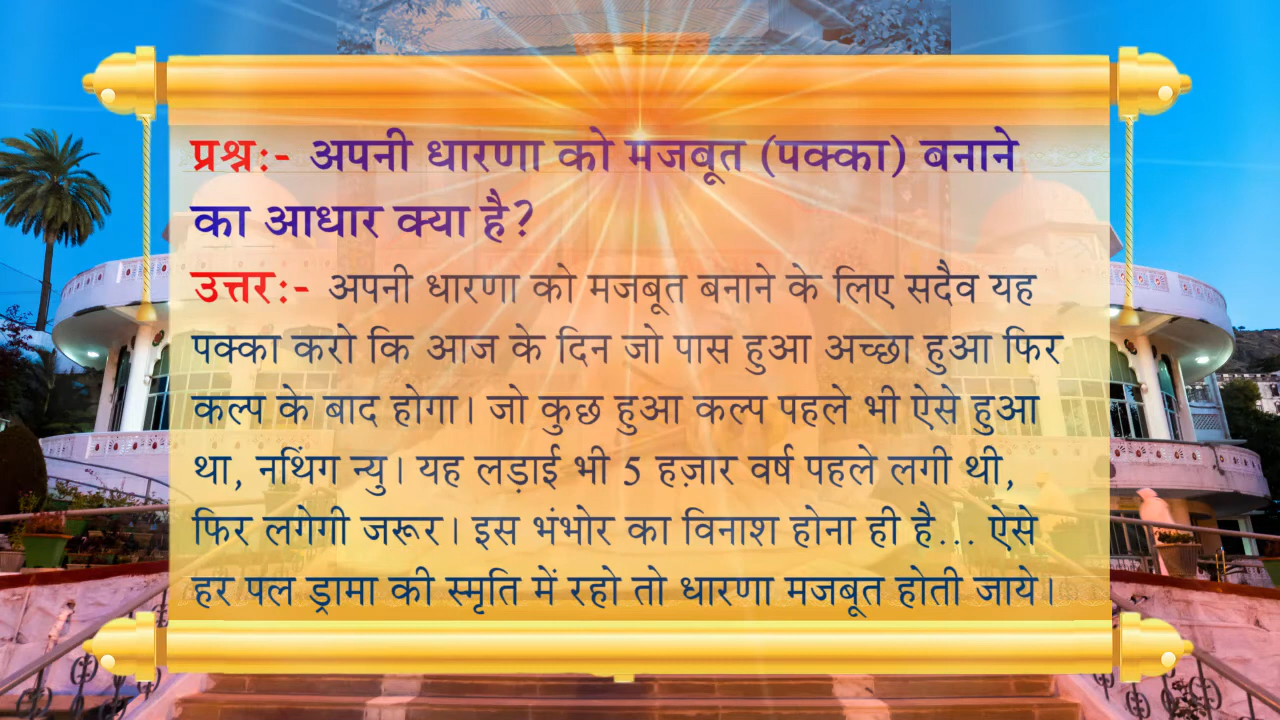 प्रश्न:- अपनी धारणा को मजबूत (पक्का) बनाने
का आधार क्या है?
उत्तर:- अपनी धारणा को मजबूत बनाने के लिए सदैव यह
पक्का करो कि आज के दिन जो पास हुआ अच्छा हुआ फिर
कल्प के बाद होगा। जो कुछ हुआ कल्प पहले भी ऐसे हुआ
था, नथिंग न्यु। यह लड़ाई भी 5 हज़ार वर्ष पहले लगी थी,
फिर लगेगी जरूर। इस भंभोर का विनाश होना ही है... ऐसे
हर पल ड्रामा की स्मृति में रहो तो धारणा मजबूत होती जाये।